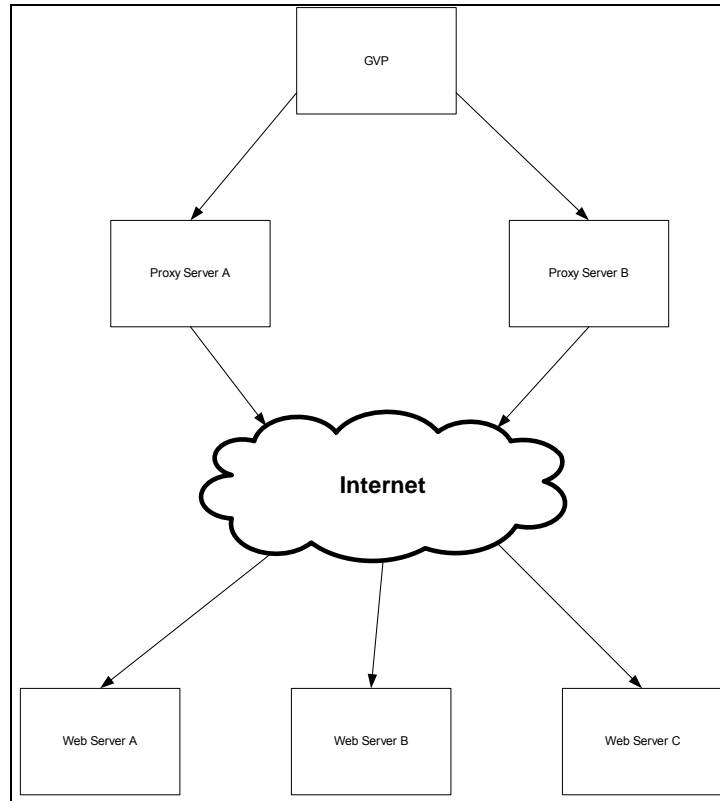 GVP
Proxy Server A
Proxy Server B
Internet
Web Server A
Web Server B
Web Server C